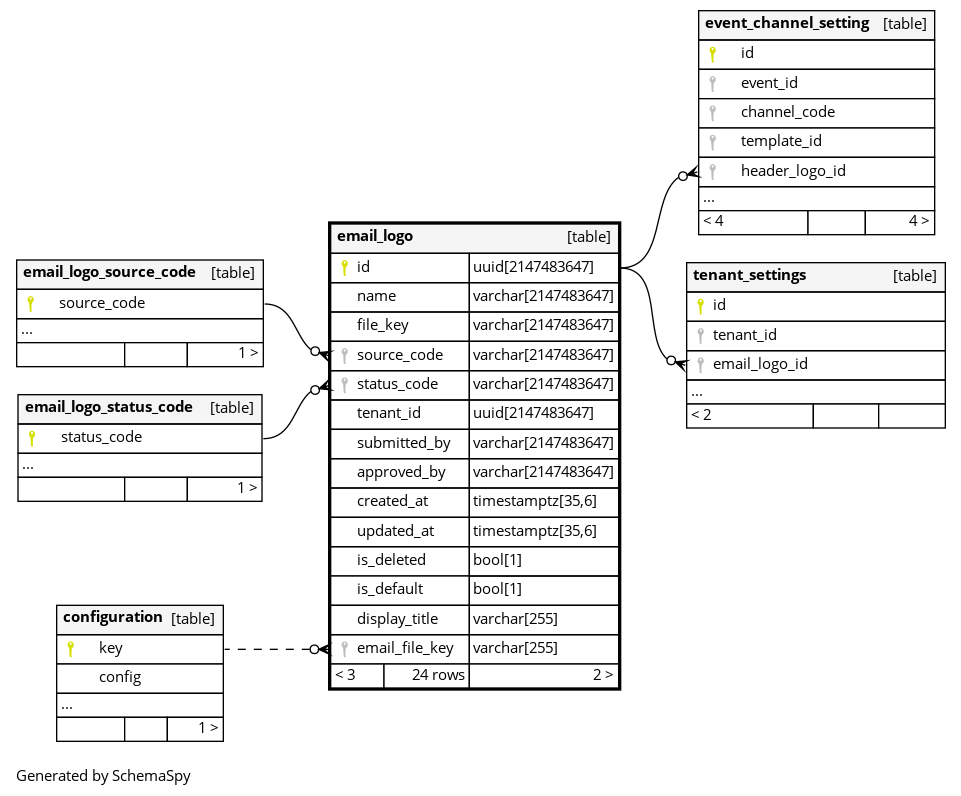 event_channel_setting [table]
id
event_id
channel_code
template_id
header_logo_id
...
< 4 4 >
email_logo [table]
id uuid[2147483647]
name varchar[2147483647]
file_key varchar[2147483647]
source_code varchar[2147483647]
status_code varchar[2147483647]
tenant_id uuid[2147483647]
submitted_by varchar[2147483647]
approved_by varchar[2147483647]
created_at timestamptz[35,6]
updated_at timestamptz[35,6]
is_deleted bool[1]
is_default bool[1]
display_title varchar[255]
email_file_key varchar[255]
< 3 24 rows 2 >
email_logo_source_code [table]
source_code
...
1 >
tenant_settings [table]
id
tenant_id
email_logo_id
...
< 2
email_logo_status_code [table]
status_code
...
1 >
configuration [table]
key
config
...
1 >
Generated by SchemaSpy